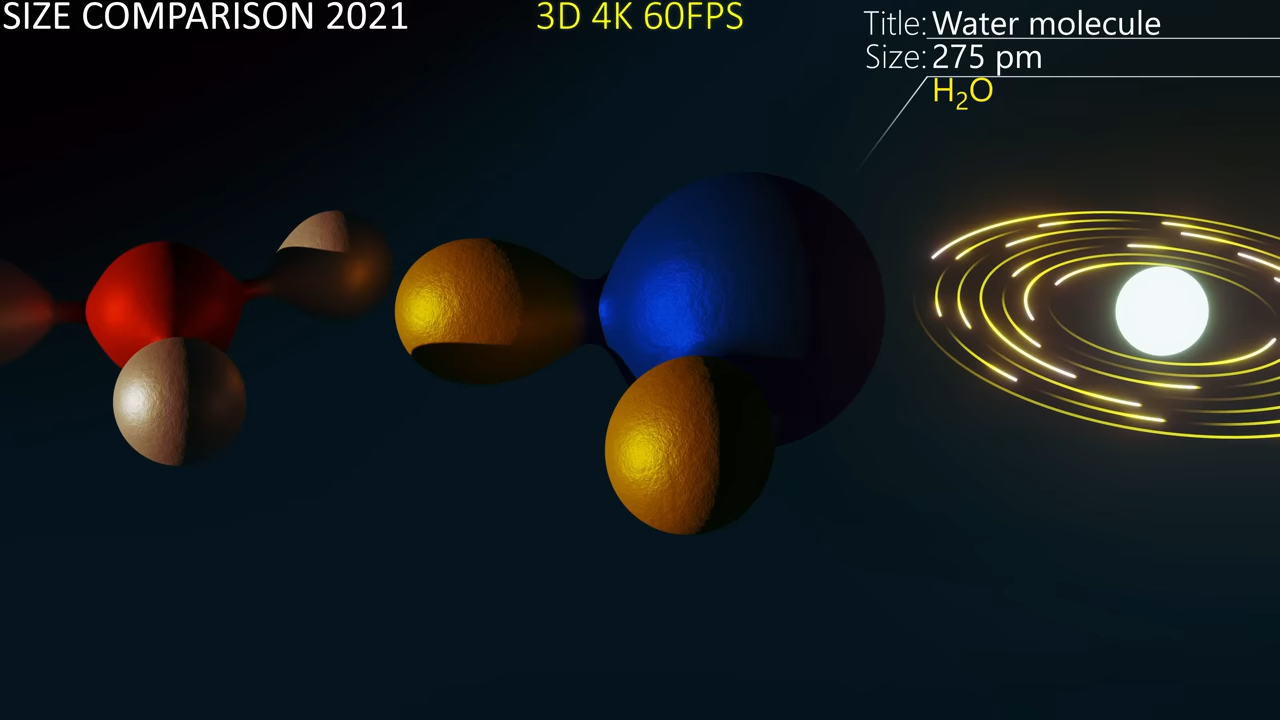 SIZE COMPARISON 2021
3D 4K 60FPS
Title: Water molecule
Size: 275 pm
H₂O